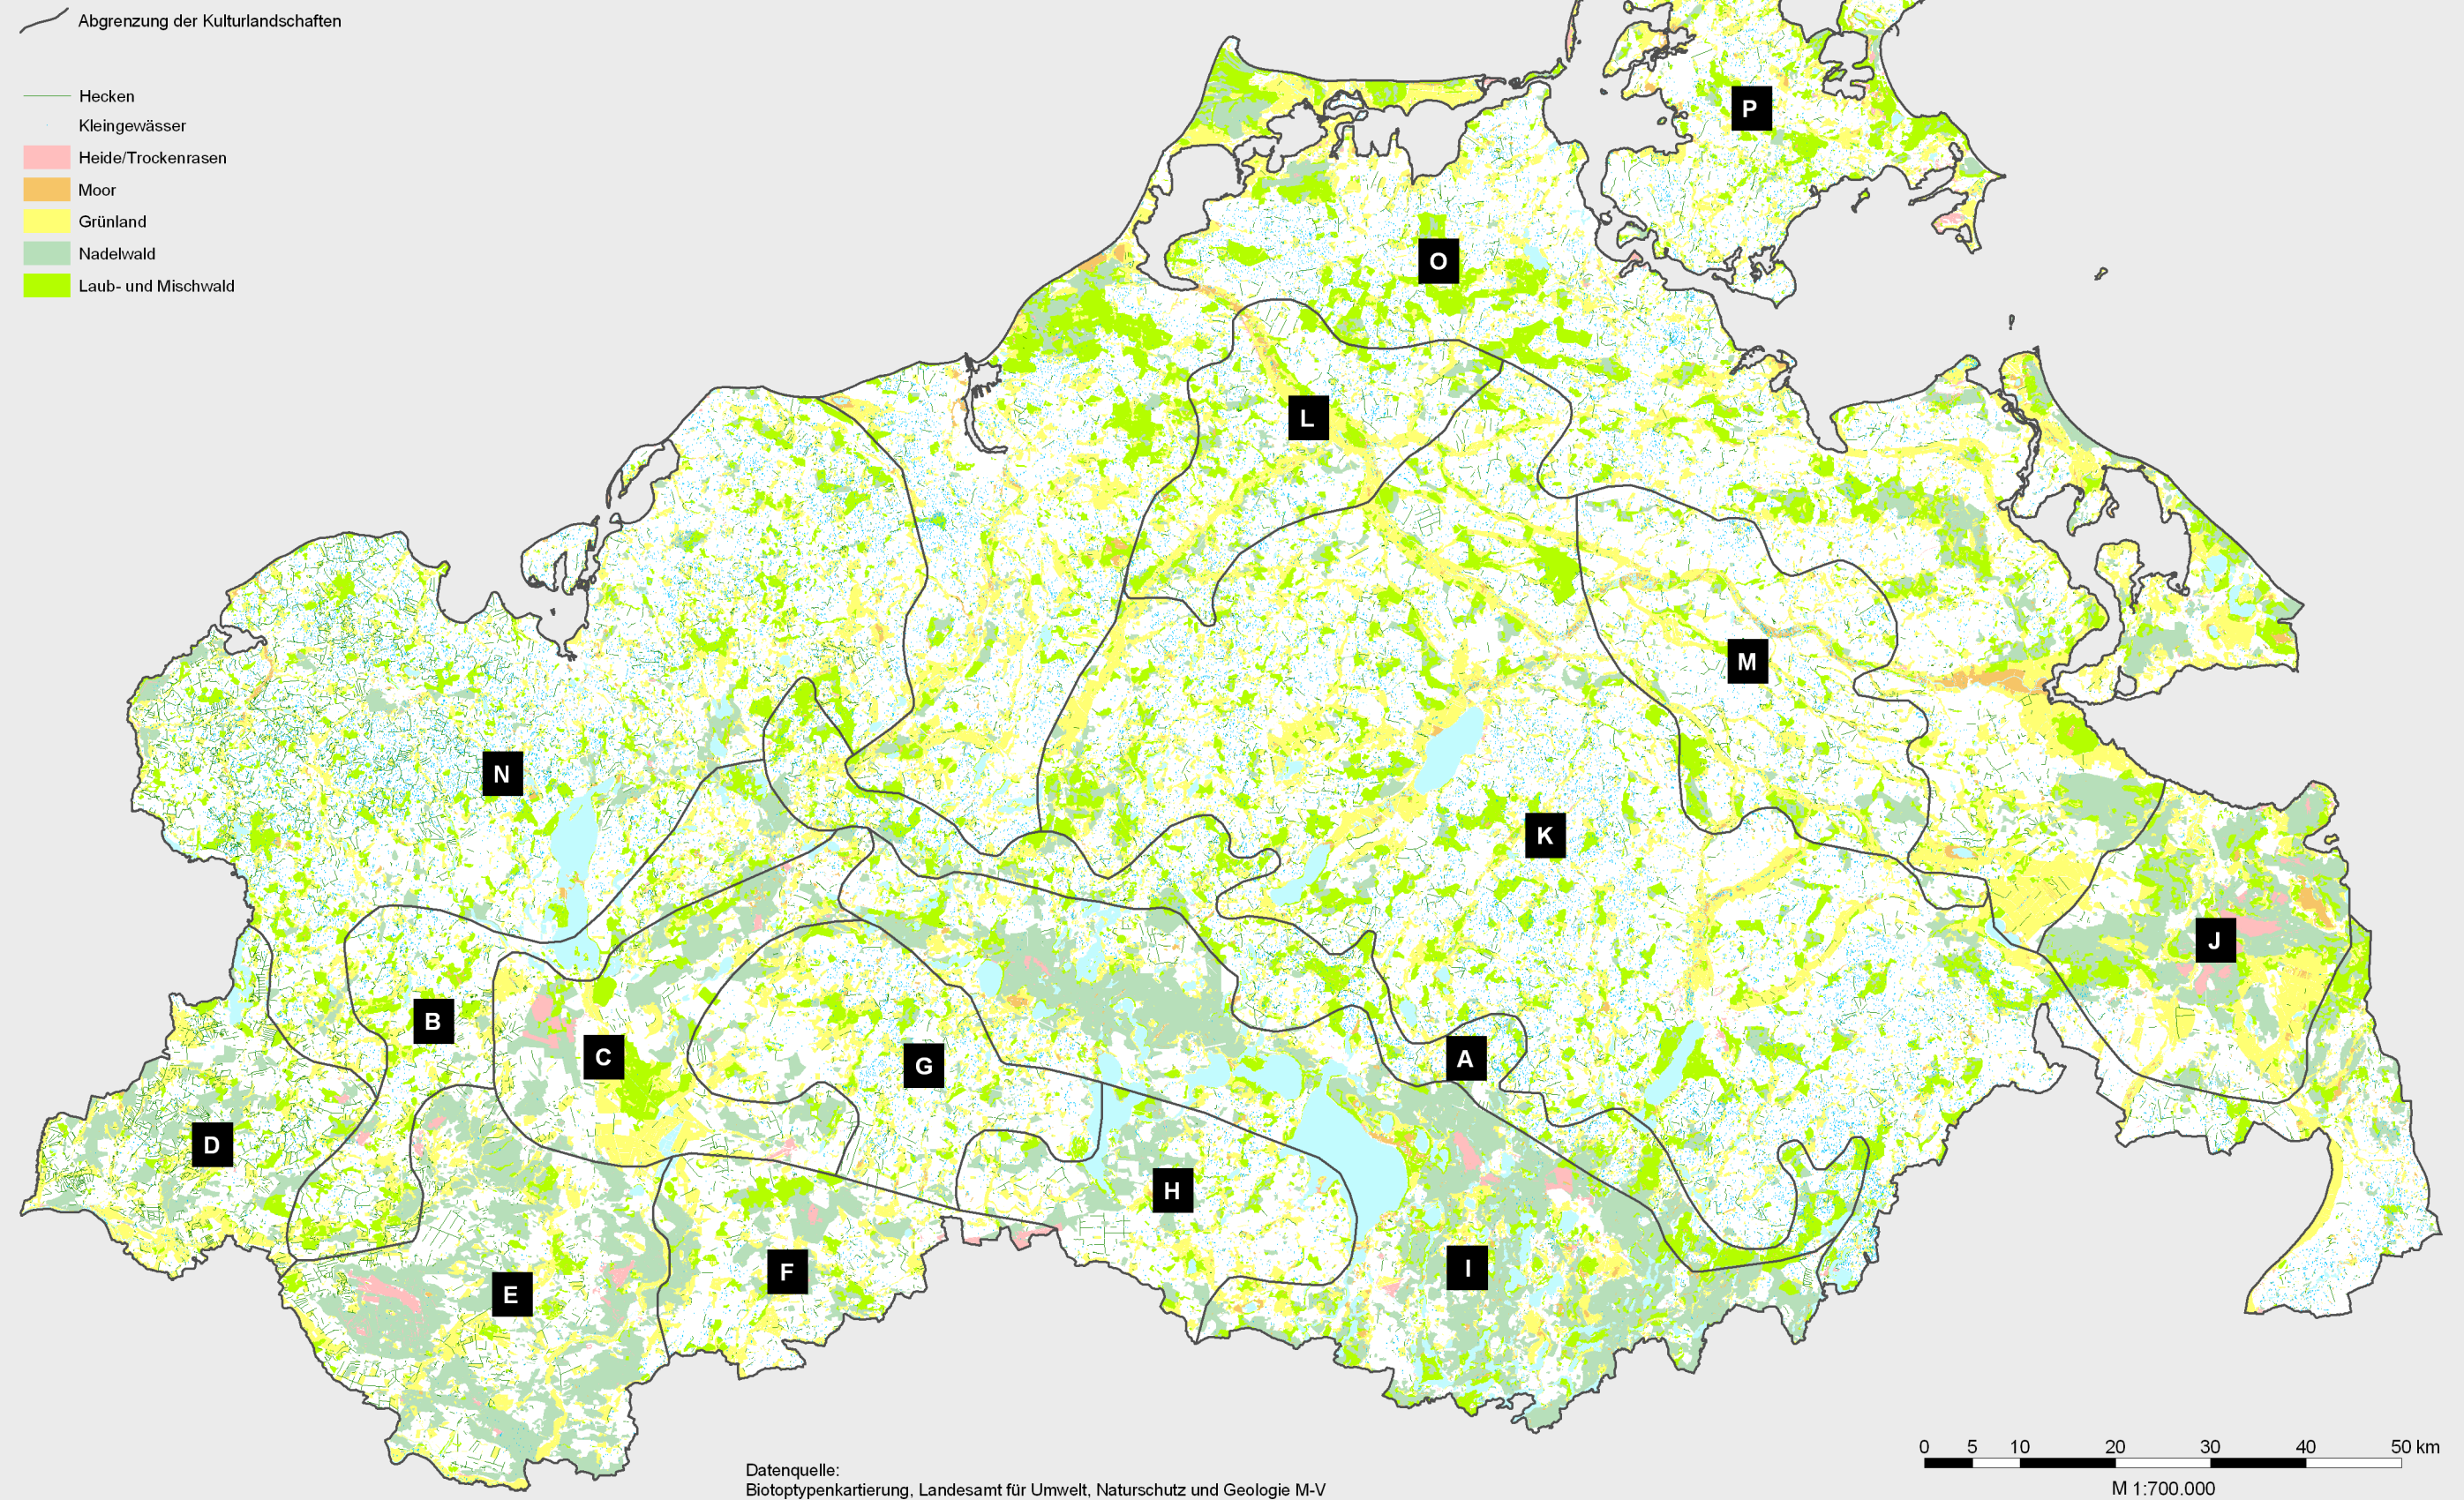 Abgrenzung der Kulturlandschaften
Hecken
Kleingewässer
Heide/Trockenrasen
Moor
Grünland
Nadelwald
Laub- und Mischwald
P
O
L
M
N
K
J
B
C
G
A
D
H
F
I
E
0 5 10 20 30 40 50 km
M 1:700.000
Datenquelle:
Biotoptypenkartierung, Landesamt für Umwelt, Naturschutz und Geologie M-V